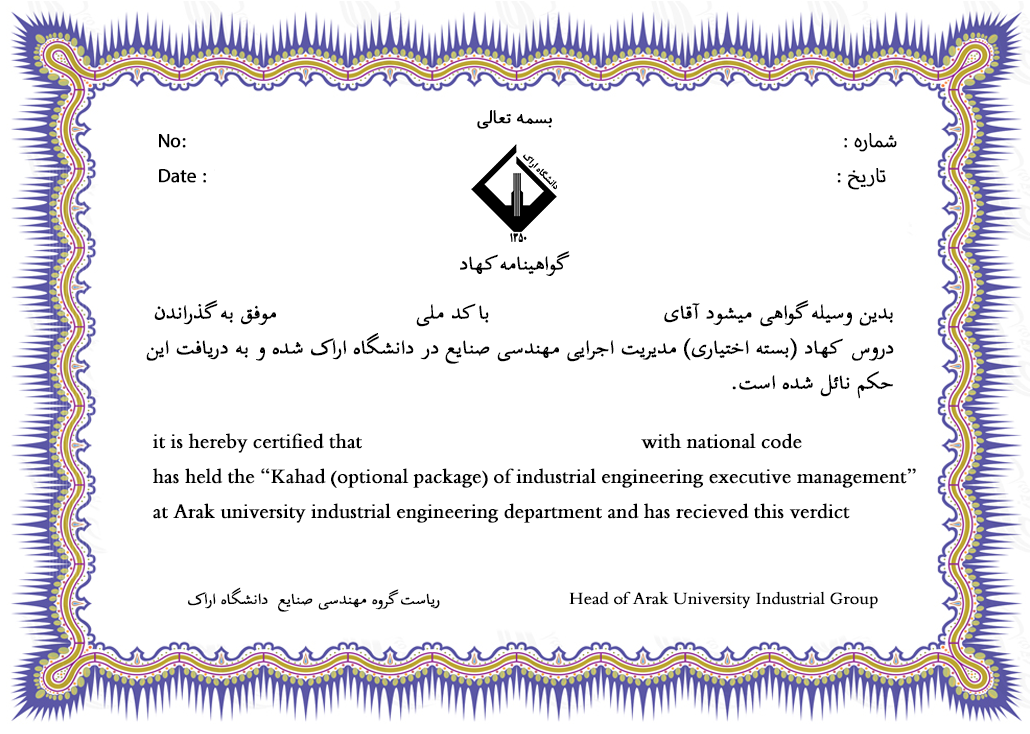 بسمه تعالی
No:
شماره :
Date :
تاریخ :
دانشگاه اراک
۱۳۵۰
گواهینامه کهاد
بدین وسیله گواهی میشود آقای با کد ملی موفق به گذراندن
دروس کهاد (بسته اختیاری) مدیریت اجرایی مهندسی صنایع در دانشگاه اراک شده و به دریافت این
حکم نائل شده است.
it is hereby certified that with national code
has held the “Kahad (optional package) of industrial engineering executive management”
at Arak university industrial engineering department and has recieved this verdict
ریاست گروه مهندسی صنایع دانشگاه اراک
Head of Arak University Industrial Group